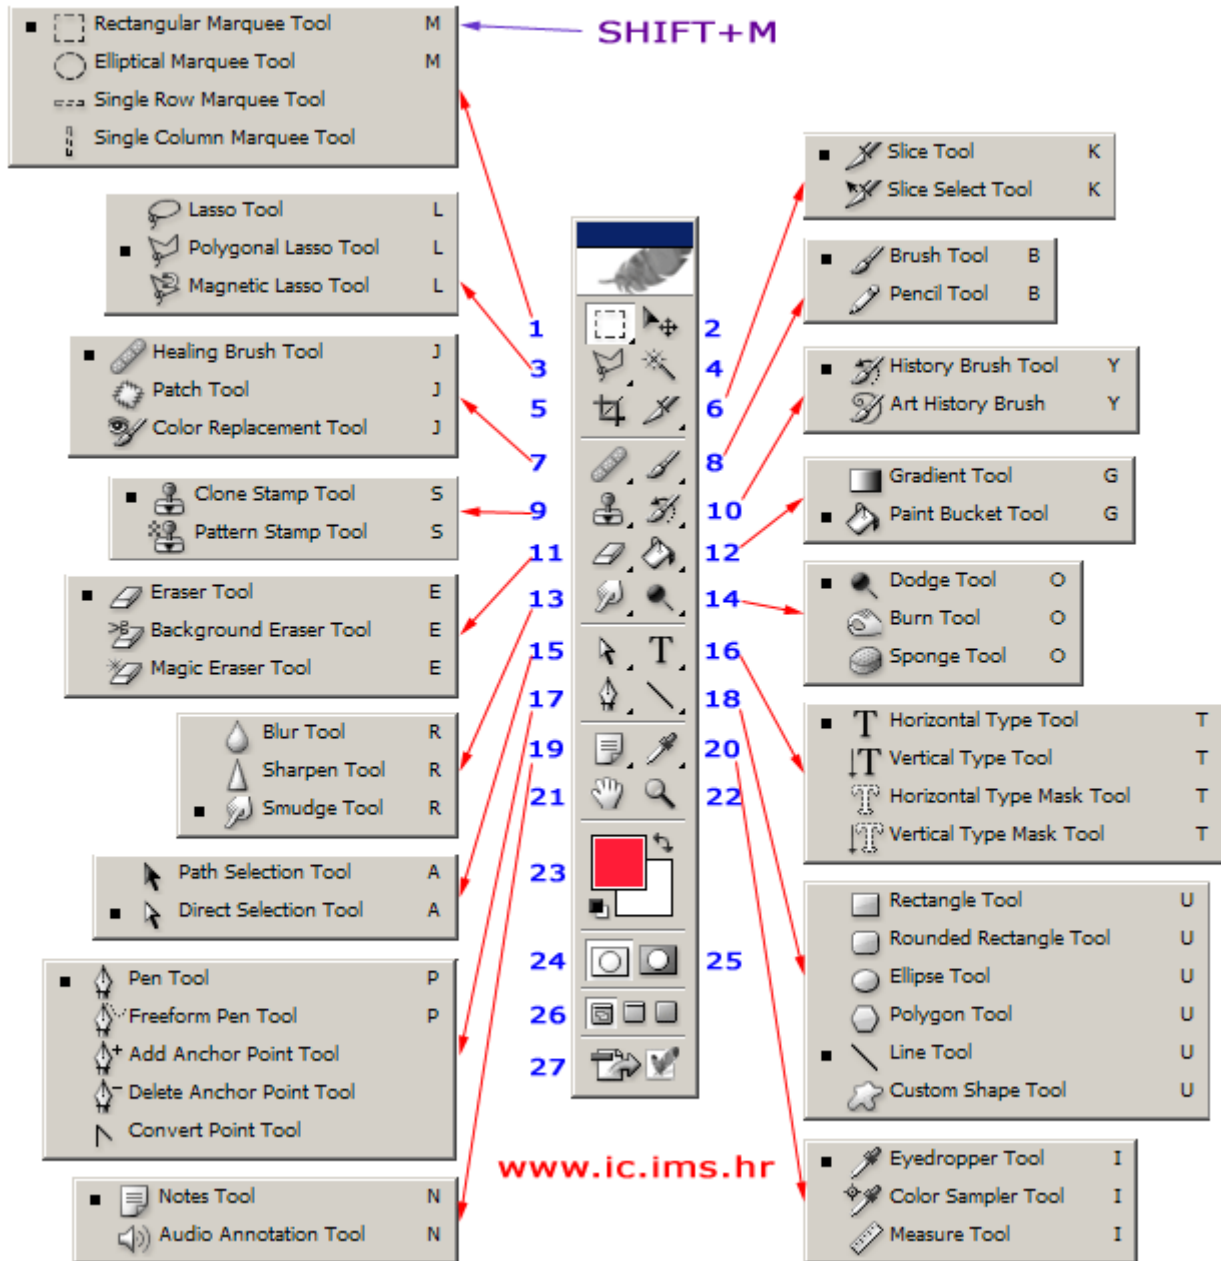 Rectangular Marquee Tool M
Elliptical Marquee Tool M
Single Row Marquee Tool
Single Column Marquee Tool
SHIFT+M
Lasso Tool L
Polygonal Lasso Tool L
Magnetic Lasso Tool L
Healing Brush Tool J
Patch Tool J
Color Replacement Tool J
Clone Stamp Tool S
Pattern Stamp Tool S
Eraser Tool E
Background Eraser Tool E
Magic Eraser Tool E
Blur Tool R
Sharpen Tool R
Smudge Tool R
Path Selection Tool A
Direct Selection Tool A
Pen Tool P
Freeform Pen Tool P
Add Anchor Point Tool
Delete Anchor Point Tool
Convert Point Tool
Notes Tool N
Audio Annotation Tool N
1 2
3 4
5 6
7 8
9 10
11 12
13 14
15 T 16
17 18
19 20
21 22
23
24 25
26
27
www.ic.ims.hr
Slice Tool K
Slice Select Tool K
Brush Tool B
Pencil Tool B
History Brush Tool Y
Art History Brush Y
Gradient Tool G
Paint Bucket Tool G
Dodge Tool O
Burn Tool O
Sponge Tool O
T Horizontal Type Tool T
T Vertical Type Tool T
T Horizontal Type Mask Tool T
T Vertical Type Mask Tool T
Rectangle Tool U
Rounded Rectangle Tool U
Ellipse Tool U
Polygon Tool U
Line Tool U
Custom Shape Tool U
Eyedropper Tool I
Color Sampler Tool I
Measure Tool I